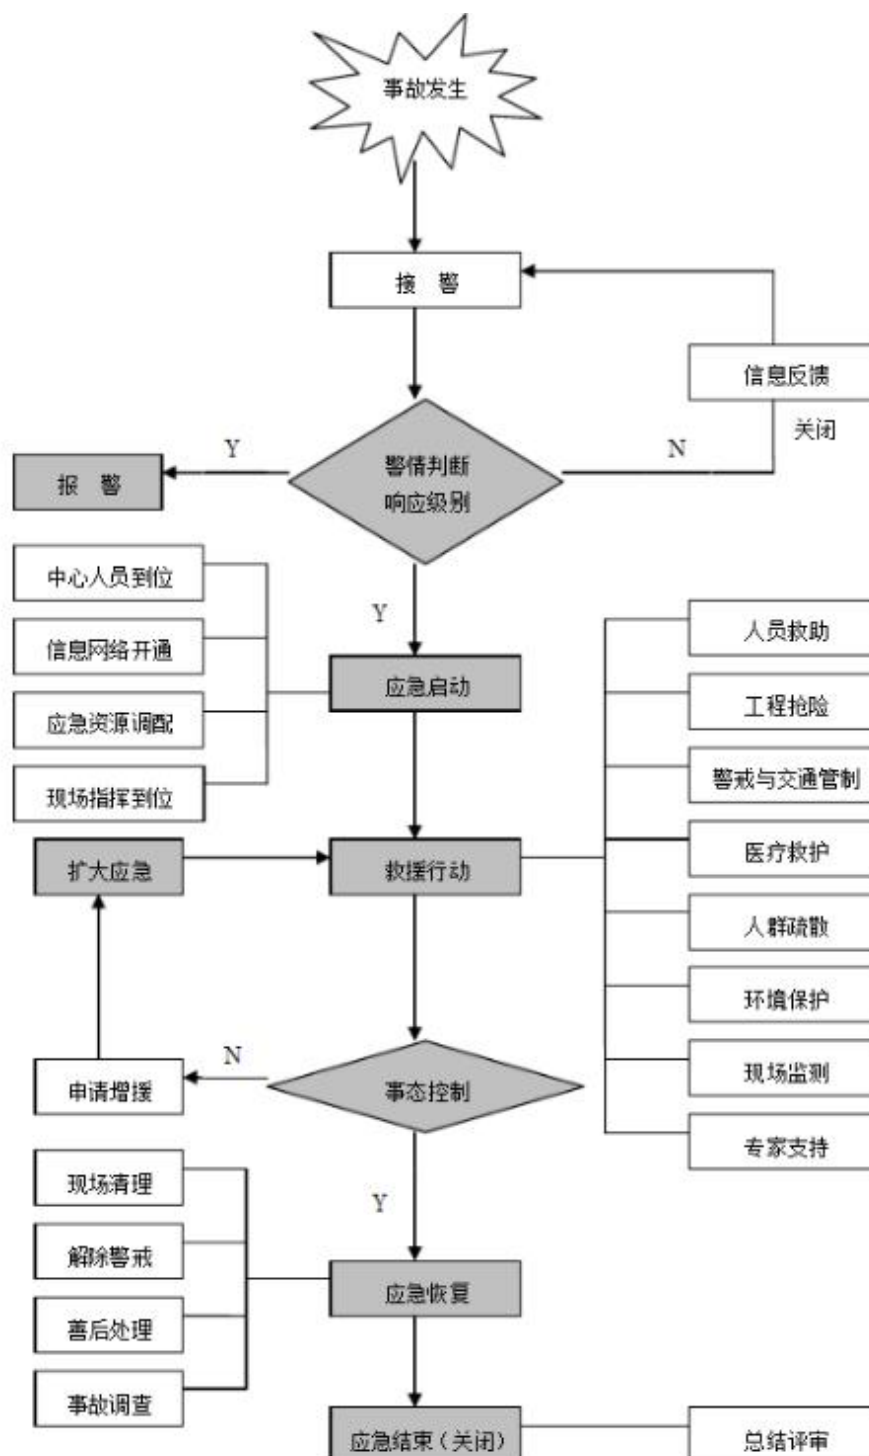 事故发生
接 警
信息反馈
关闭
Y
N
警情判断
响应级别
报 警
中心人员到位
信息网络开通
应急资源调配
现场指挥到位
Y
应急启动
人员救助
工程抢险
警戒与交通管制
医疗救护
人群疏散
环境保护
现场监测
专家支持
扩大应急
救援行动
申请增援
N
事态控制
现场清理
解除警戒
善后处理
事故调查
Y
应急恢复
应急结束（关闭）
总结评审